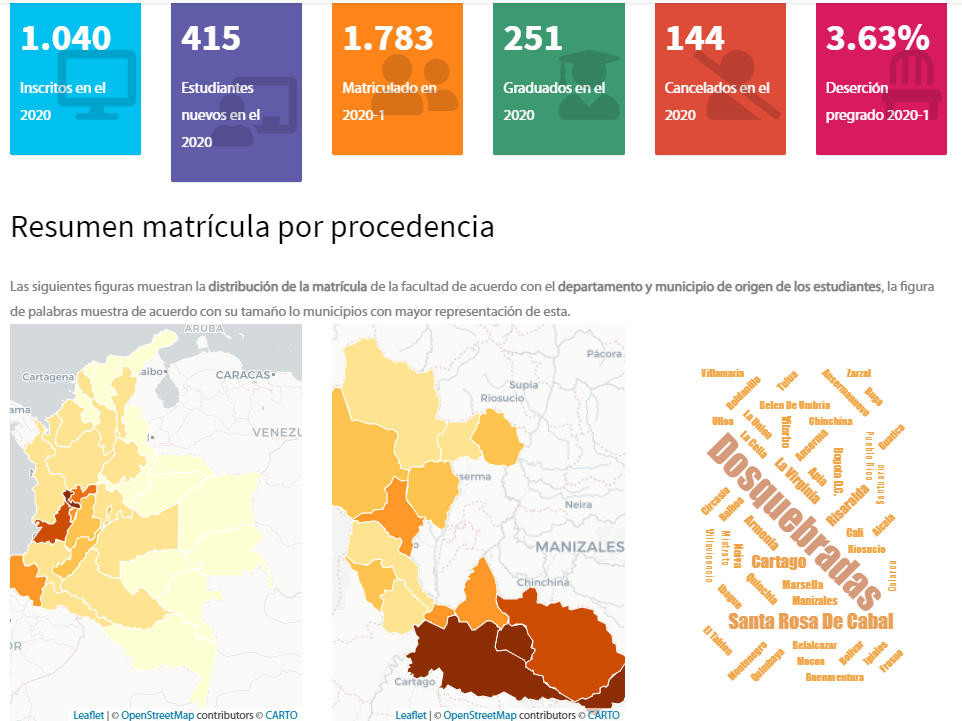 1.040
Inscritos en el
2020
415
Estudiantes
nuevos en el
2020
1.783
Matriculado en
2020-1
251
Graduados en el
2020
144
Cancelados en el
2020
3.63%
Deserción
pregrado 2020-1
Resumen matrícula por procedencia
Las siguientes figuras muestran la distribución de la matrícula de la facultad de acuerdo con el departamento y municipio de origen de los estudiantes, la figura
de palabras muestra de acuerdo con su tamaño lo municipios con mayor representación de esta.
ARUBA
Cartagena
aibo
CARACAS
ama
VENEZU
OR
Leaflet | © OpenStreetMap contributors © CARTO
Pácora
Supía
Riosucio
serma
Neira
MANIZALES
Chinchina
Cartago
Leaflet | © OpenStreetMap contributors © CARTO
Villamaria
Roldanillo
Tulua
Ansermanuevo
Zarzal
Dupa
Belen De Umbria
Ulloa
La Union
Viterbo
Chinchina
La Celia
Anserma
Pueblo Rico
Guatica
Dosquebradas
La Virginia
Apia
Bogota D.C.
Risaralda
Circasia
Balboa
Armenia
Cali
Alcala
Villavicencio
Mistrato
Neiva
Cartago
Riosucio
Calarca
Ibague
Quinchia
Marsella
Manizales
Santa Rosa De Cabal
El Tablon
Montenegro
Quimbaya
Belalcazar
Mocoa
Bolivar
Ipiales
Fresno
Buenaventura